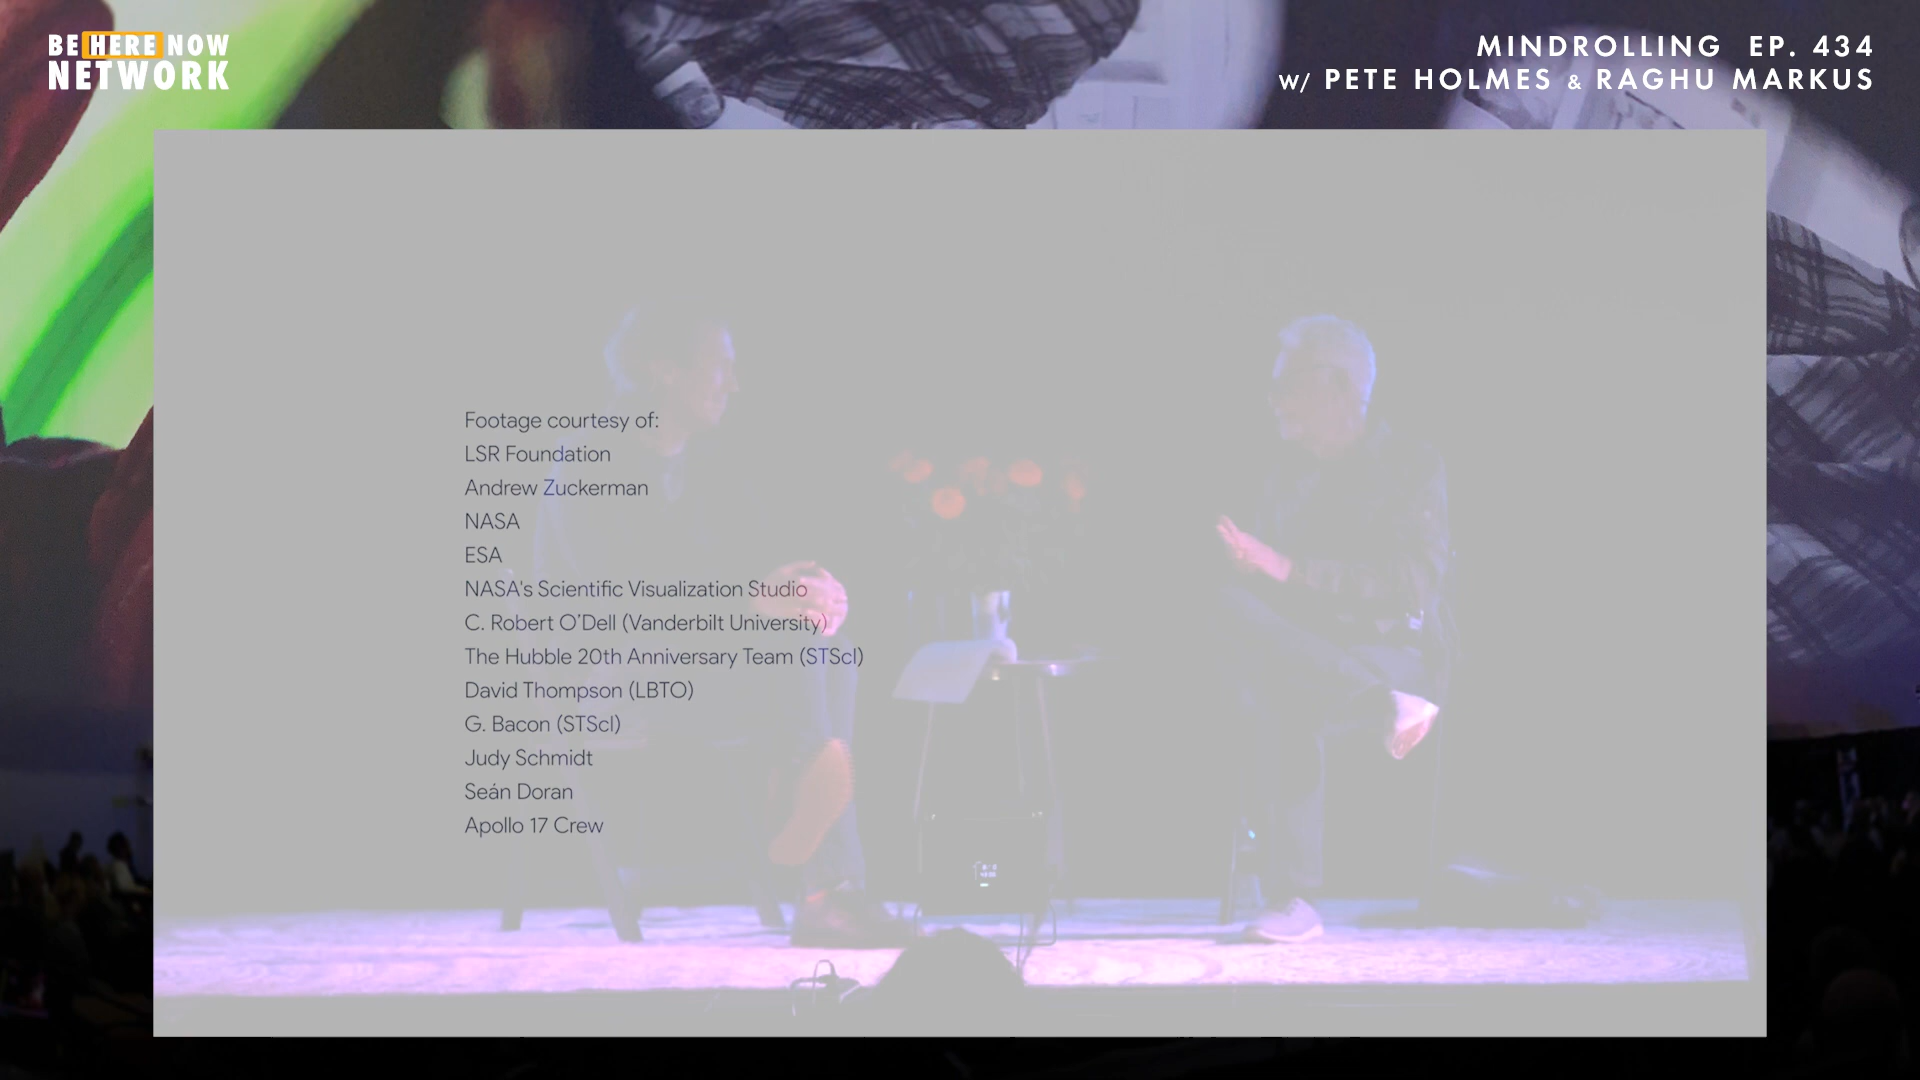 BE HERE NOW
NETWORK
MINDROLLING EP. 434
w/ PETE HOLMES & RAGHU MARKUS
Footage courtesy of:
LSR Foundation
Andrew Zuckerman
NASA
ESA
NASA's Scientific Visualization Studio
C. Robert O'Dell (Vanderbilt University)
The Hubble 20th Anniversary Team (STScI)
David Thompson (LBTO)
G. Bacon (STScI)
Judy Schmidt
Seán Doran
Apollo 17 Crew